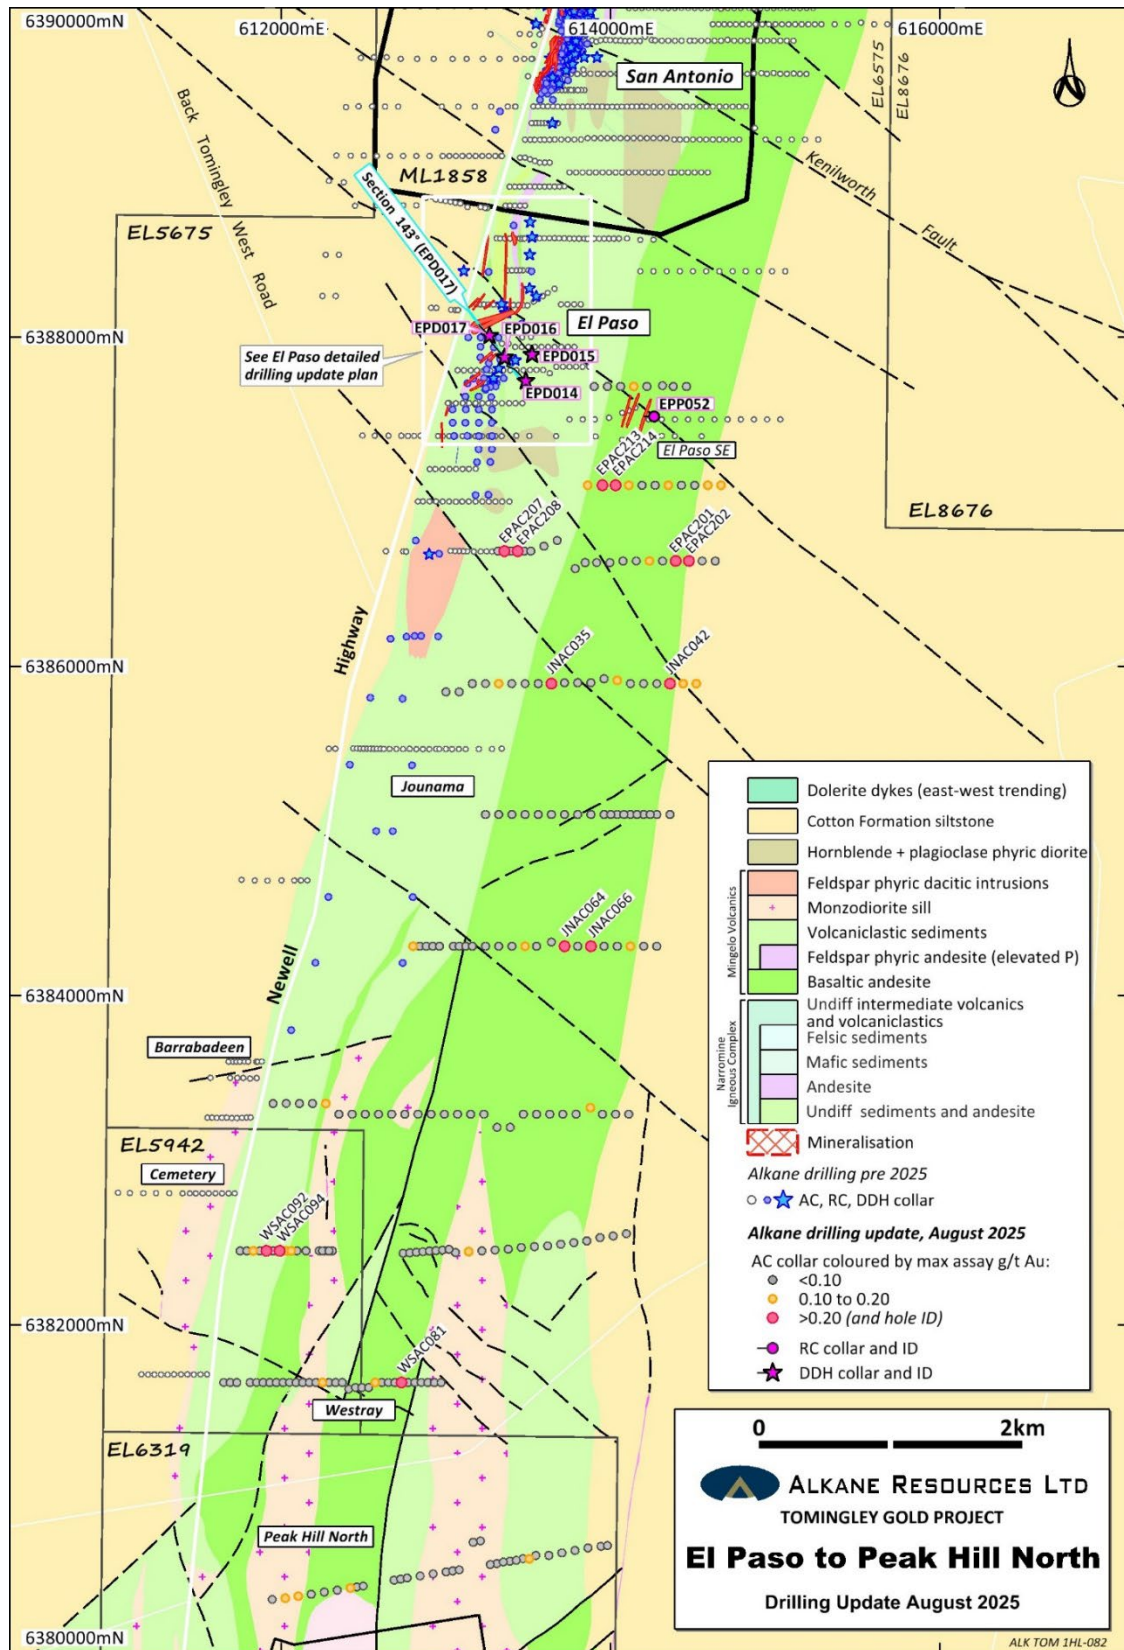 6390000mN
612000mE
614000mE
616000mE
San Antonio
EL6575
EL8676
Back Tomingley West Road
Kenilworth
Fault
ML1858
Section 143° (EPD017)
EL5675
El Paso
EPD017
EPD016
6388000mN
EPD015
See El Paso detailed
drilling update plan
EPD014
EPP052
EPAC213
EPAC214
El Paso SE
EL8676
EPAC207
EPAC208
EPAC201
EPAC202
Highway
JNAC035
JNAC042
6386000mN
Jounama
JNAC064
JNAC066
Newell
6384000mN
Barrabadeen
EL5942
Cemetery
WSAC092
WSAC094
6382000mN
WSAC081
Westray
EL6319
Peak Hill North
6380000mN
Dolerite dykes (east-west trending)
Cotton Formation siltstone
Hornblende + plagioclase phyric diorite
Mingelo Volcanics
Feldspar phyric dacitic intrusions
Monzodiorite sill
Volcaniclastic sediments
Feldspar phyric andesite (elevated P)
Basaltic andesite
Narromine
Igneous Complex
Undiff intermediate volcanics
and volcaniclastics
Felsic sediments
Mafic sediments
Andesite
Undiff sediments and andesite
Mineralisation
Alkane drilling pre 2025
AC, RC, DDH collar
Alkane drilling update, August 2025
AC collar coloured by max assay g/t Au:
<0.10
0.10 to 0.20
>0.20 (and hole ID)
RC collar and ID
DDH collar and ID
0 2km
ALKANE RESOURCES LTD
TOMINGLEY GOLD PROJECT
El Paso to Peak Hill North
Drilling Update August 2025
ALK TOM 1HL-082